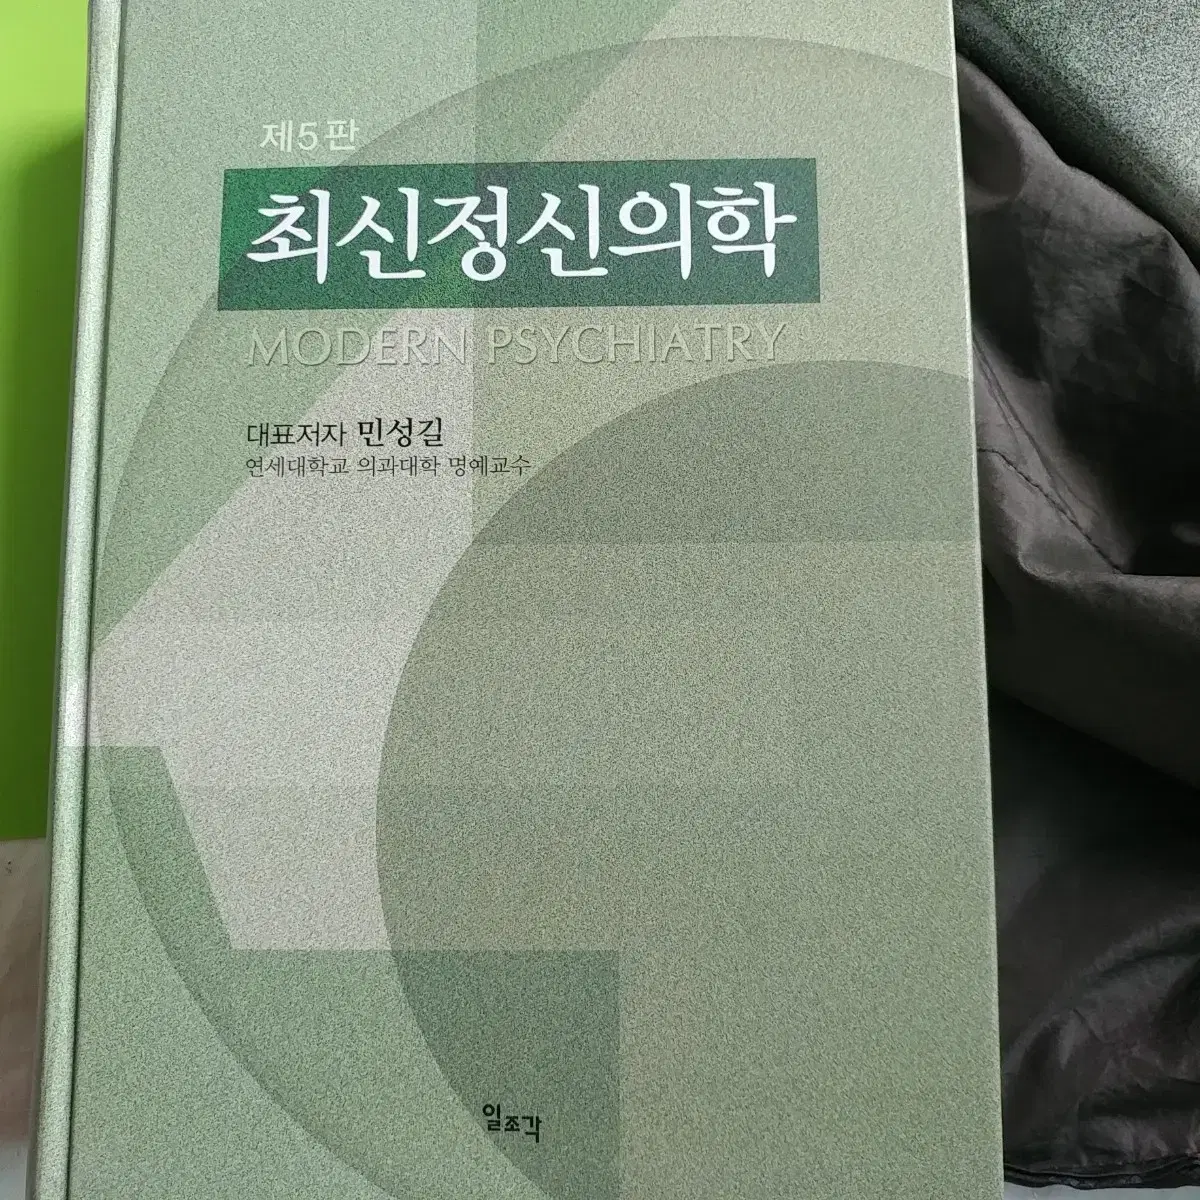 제5판
최신정신의학
MODERN PSYCHIATRY
대표저자 민성길
연세대학교 의과대학 명예교수
일조각